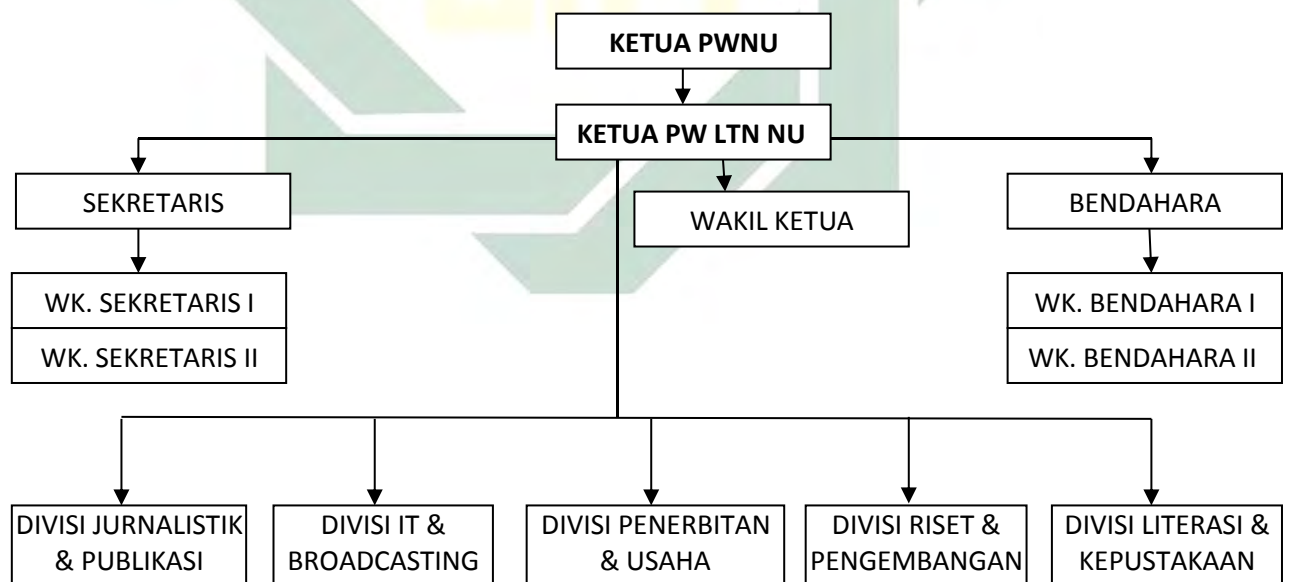 KETUA PWNU
KETUA PW LTN NU
SEKRETARIS
WAKIL KETUA
BENDAHARA
WK. SEKRETARIS I
WK. BENDAHARA I
WK. SEKRETARIS II
WK. BENDAHARA II
DIVISI JURNALISTIK
& PUBLIKASI
DIVISI IT &
BROADCASTING
DIVISI PENERBITAN
& USAHA
DIVISI RISET &
PENGEMBANGAN
DIVISI LITERASI &
KEPUSTAKAAN